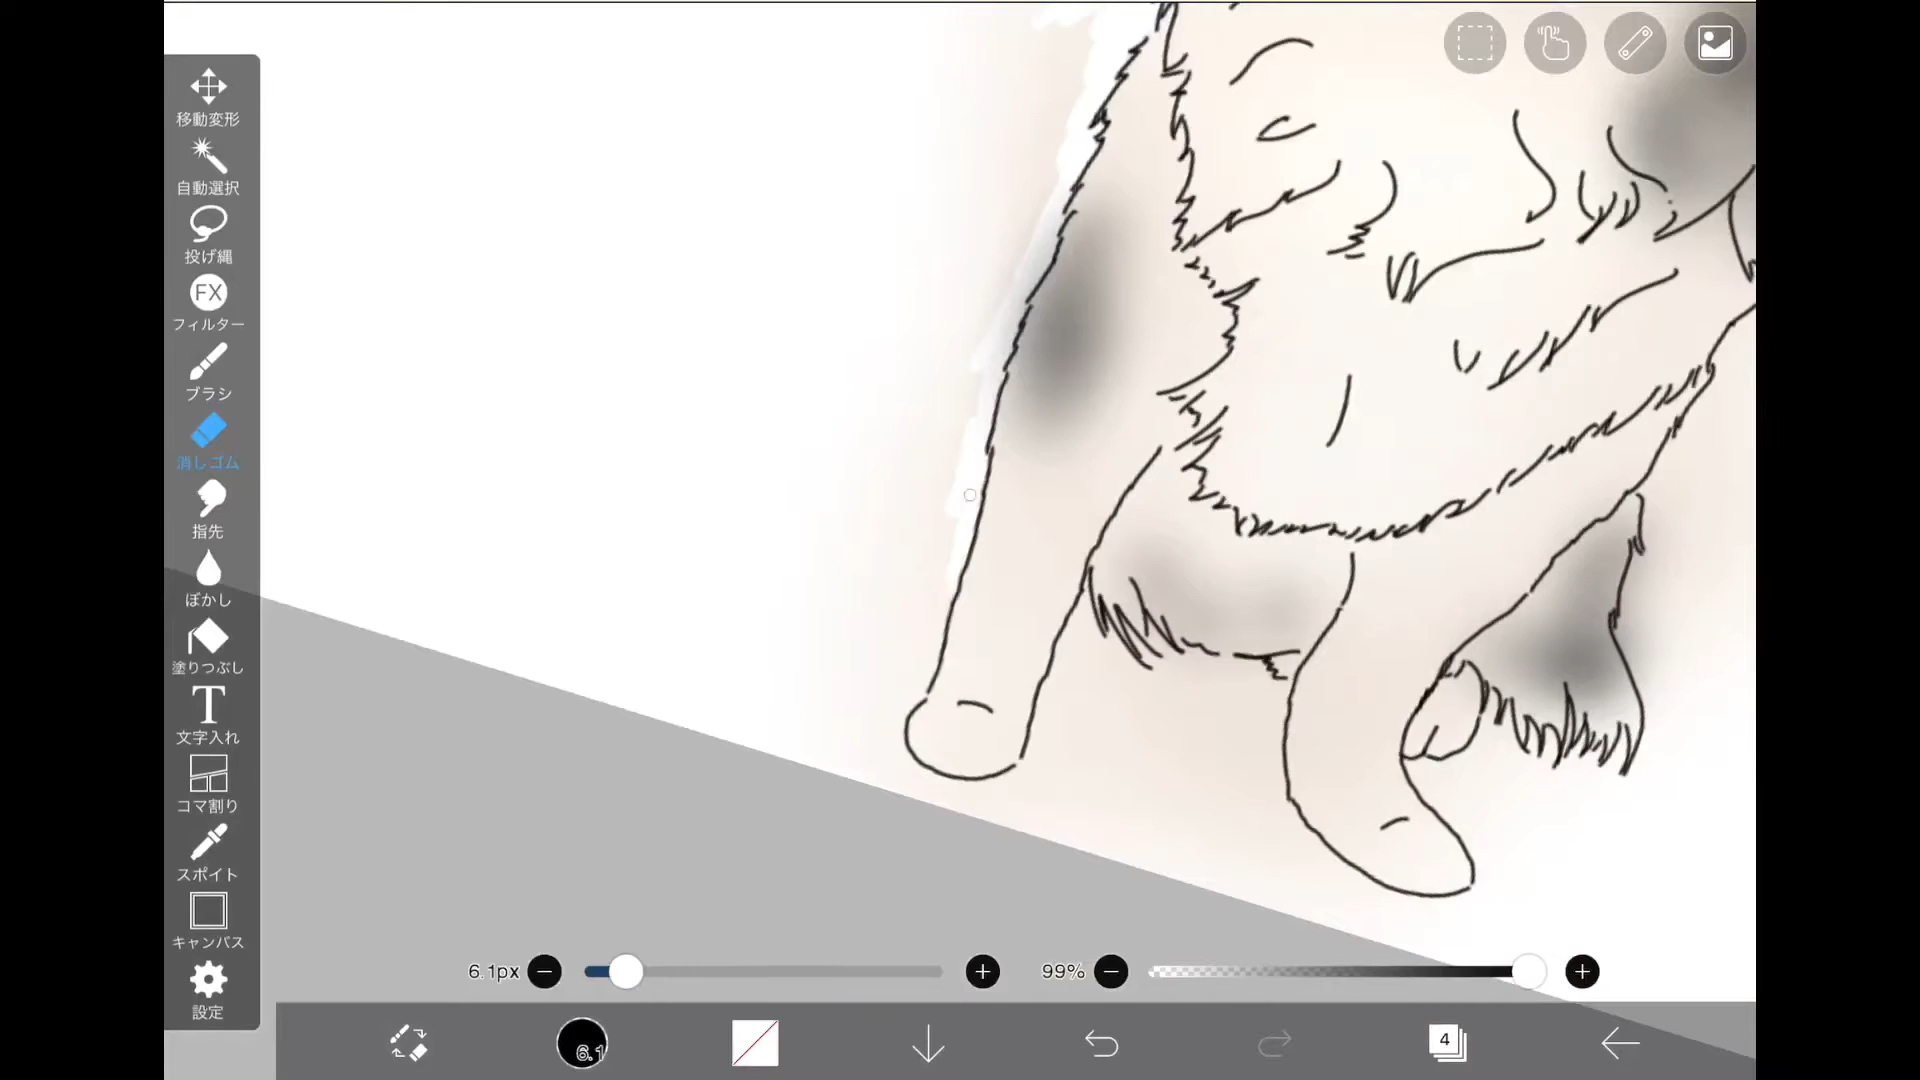 移動変形
自動選択
投げ縄
FX
フィルター
ブラシ
消しゴム
指先
ぼかし
塗りつぶし
T
文字入れ
コマ割り
スポイト
キャンバス
設定
6.1px
99%
6.1
4